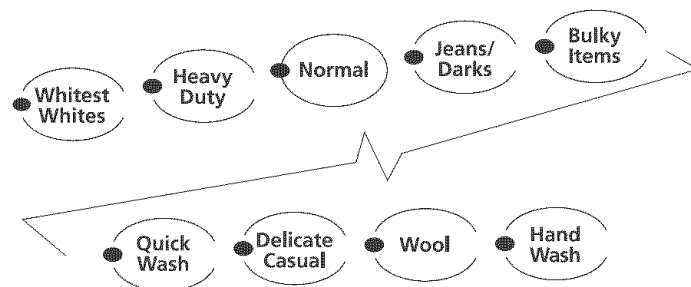 Whitest
Whites
Heavy
Duty
Normal
Jeans/
Darks
Bulky
Items
Quick
Wash
Delicate
Casual
Wool
Hand
Wash